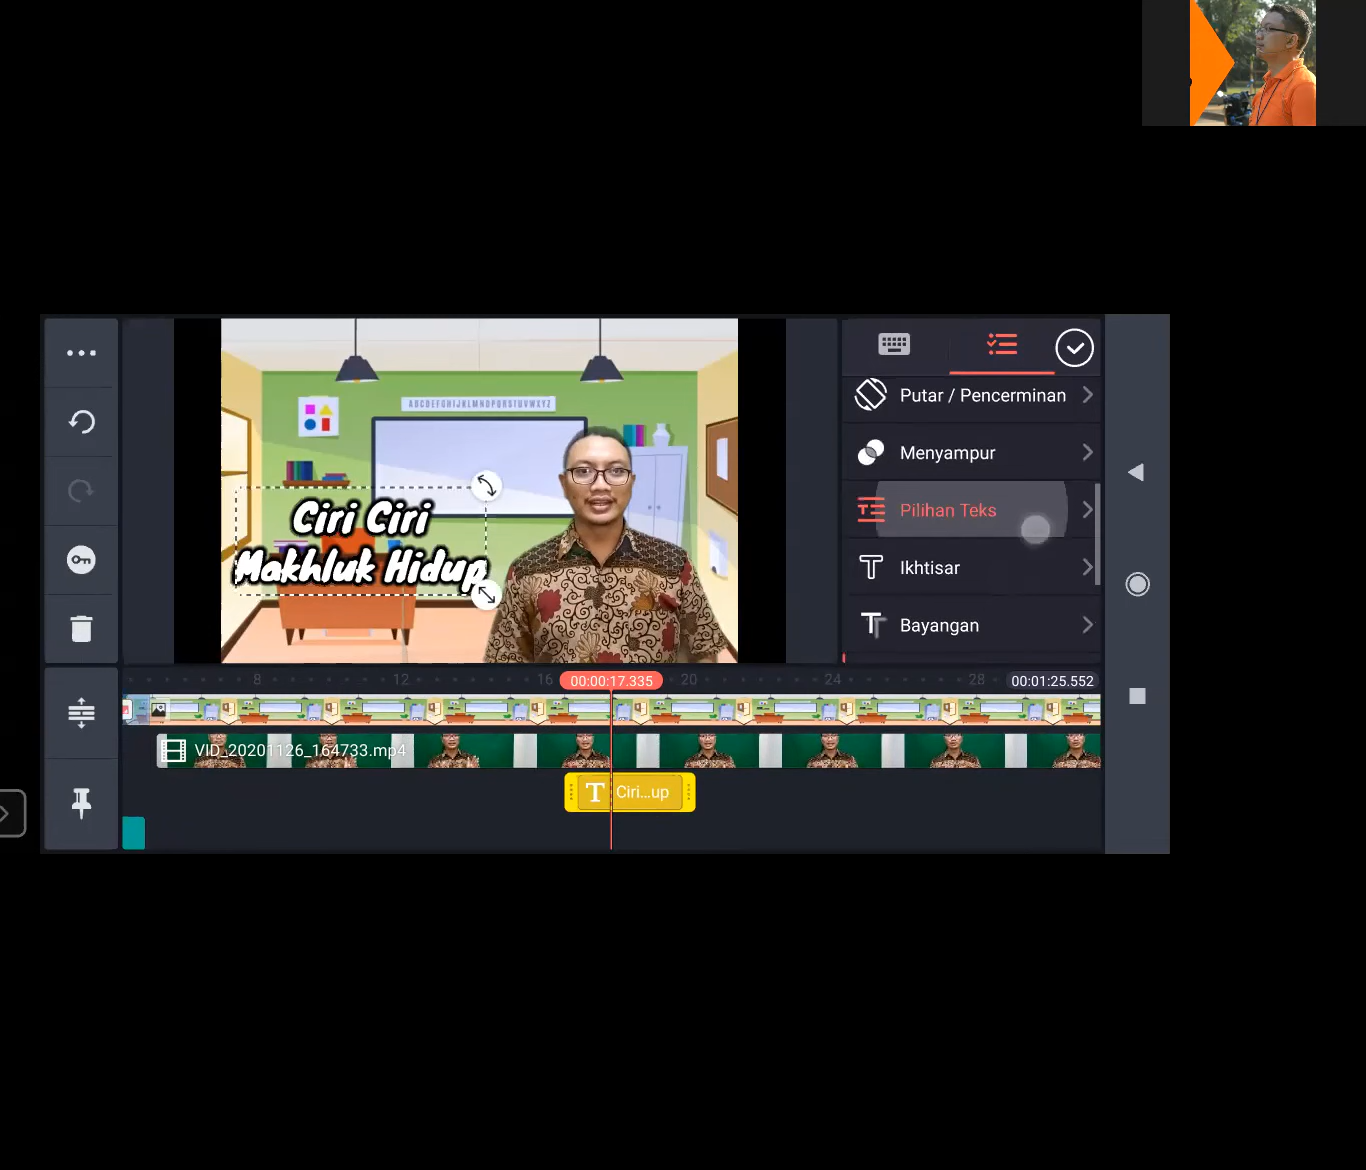 Putar / Pencerminan
Menyampur
Pilihan Teks
Ikhtisar
Bayangan
ABCDEFGHIJKLMNOPQRSTUVWXYZ
Ciri Ciri
Makhluk Hidup
8
12
16
00:00:17.335
20
24
28
00:01:25.552
VID_20201126_164733.mp4
T
Ciri...up